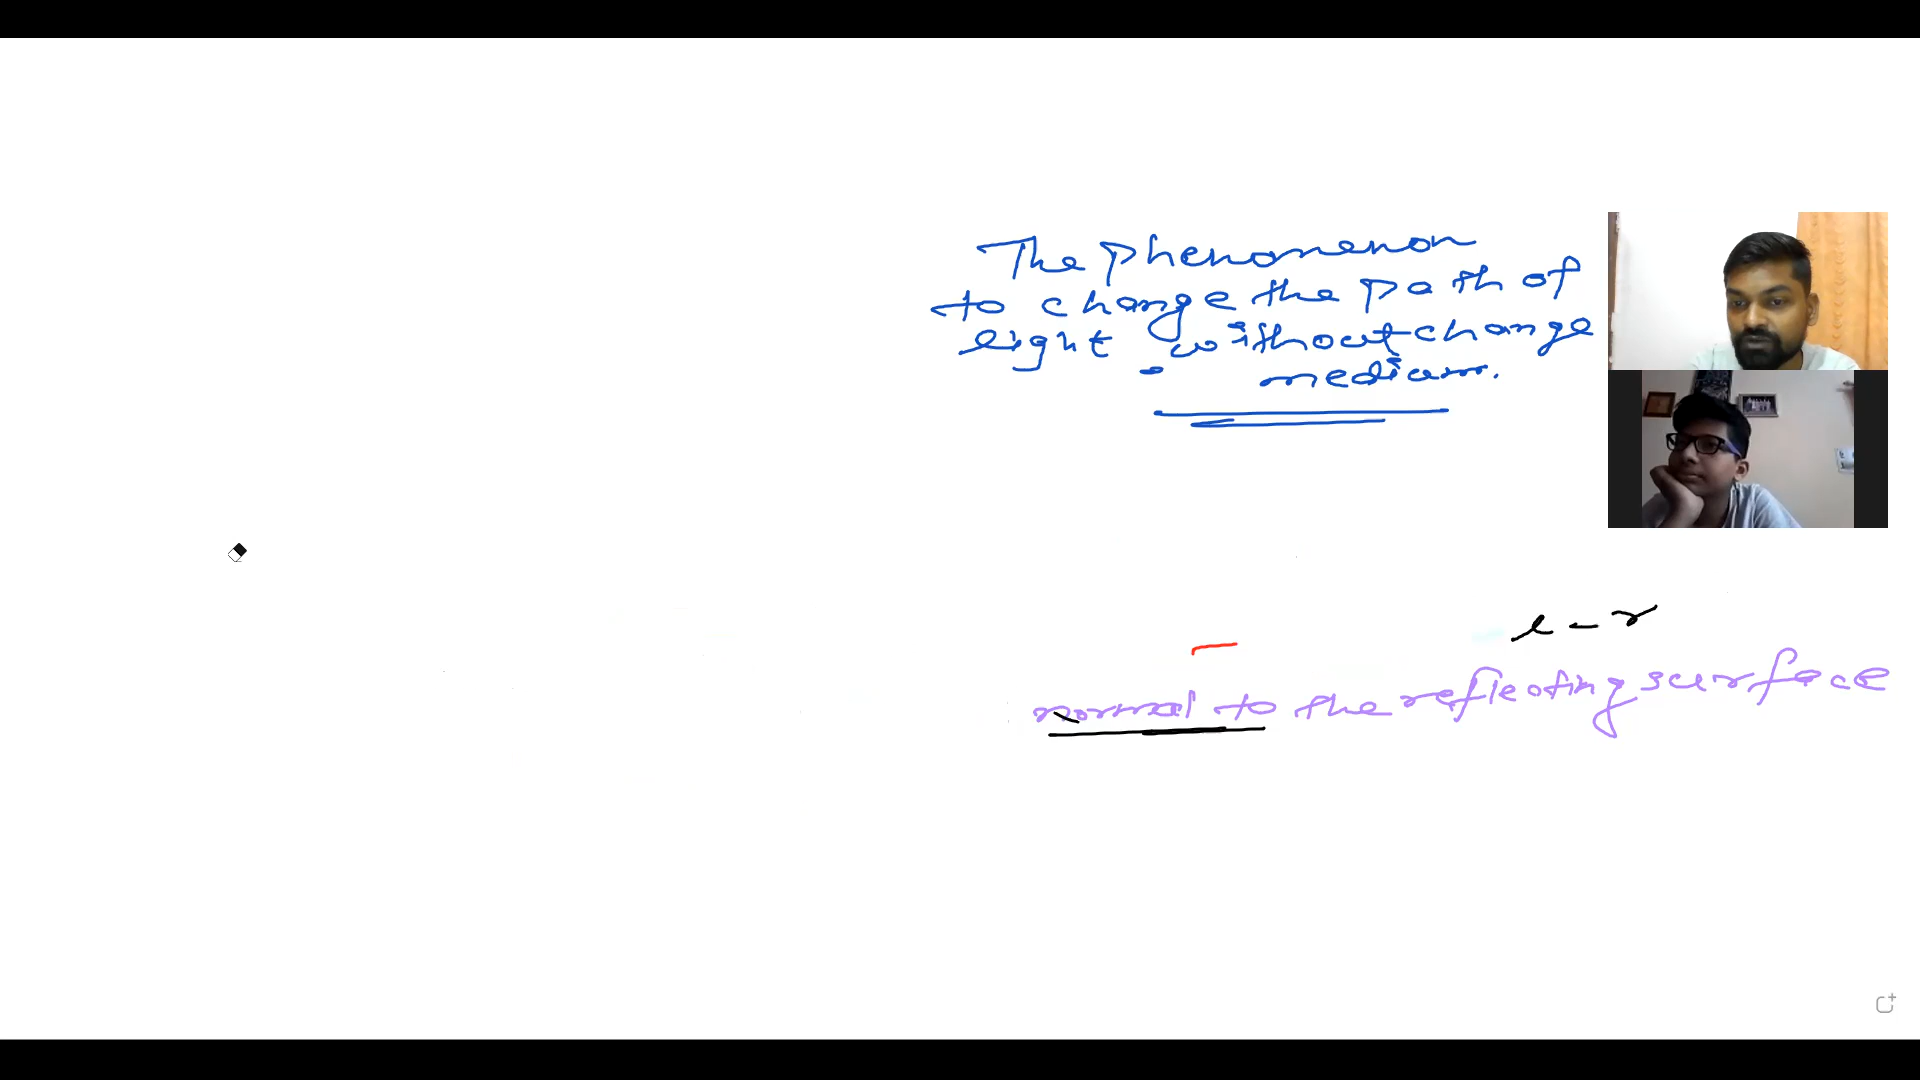 The phenomenon
to change the path of
light without change
medium.
normal to the reflecting surface